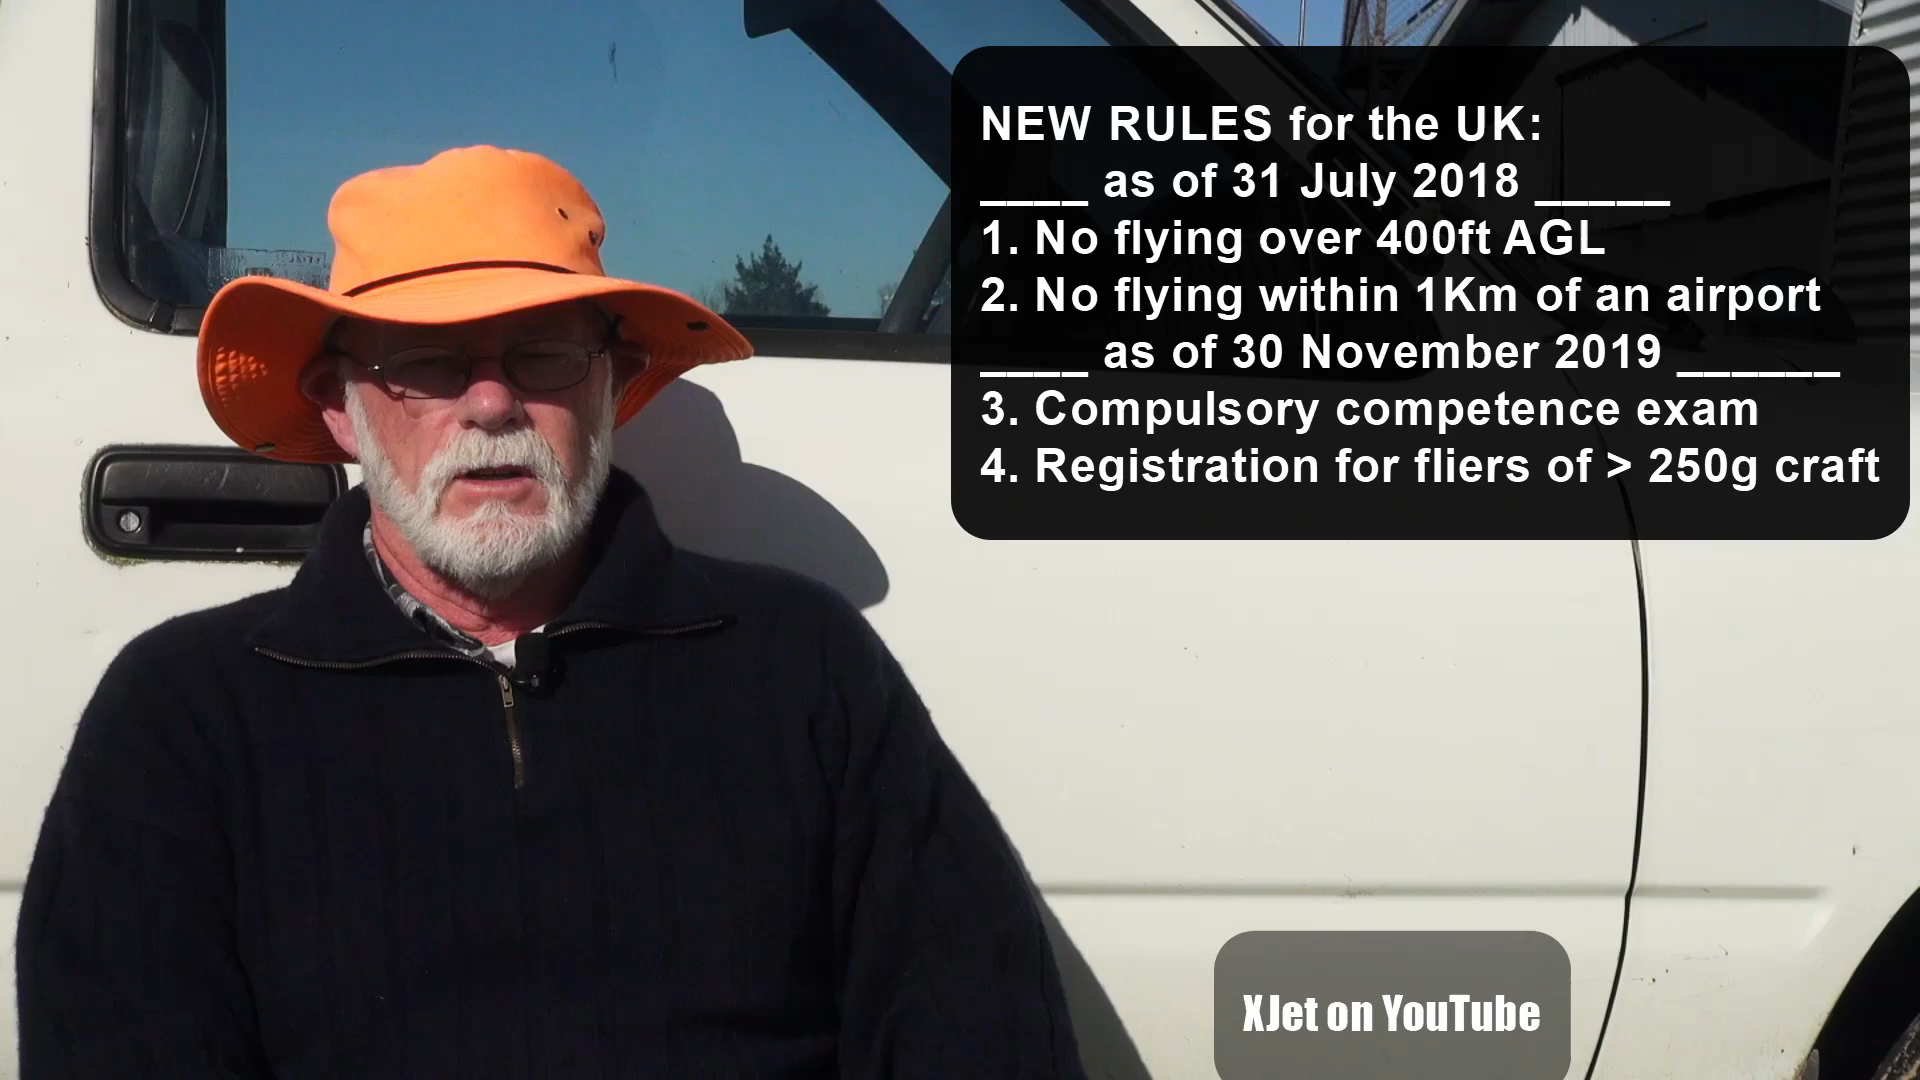 NEW RULES for the UK:
____ as of 31 July 2018 _____
1. No flying over 400ft AGL
2. No flying within 1Km of an airport
____ as of 30 November 2019 ______
3. Compulsory competence exam
4. Registration for fliers of > 250g craft
XJet on YouTube